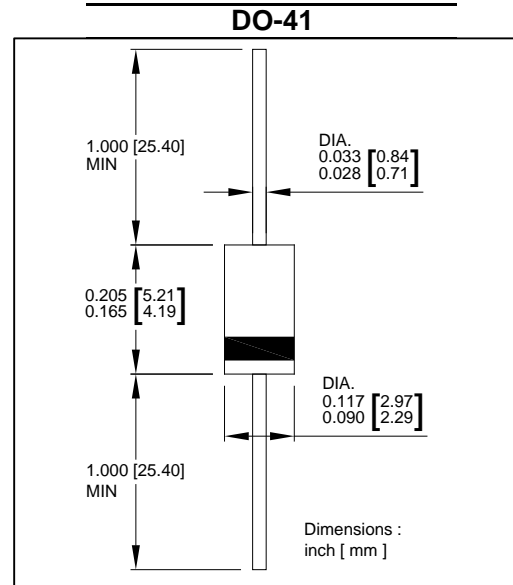 DO-41
1.000 [25.40]
MIN
DIA.
0.033 [0.84]
0.028 [0.71]
0.205 [5.21]
0.165 [4.19]
DIA.
0.117 [2.97]
0.090 [2.29]
1.000 [25.40]
MIN
Dimensions :
inch [ mm ]